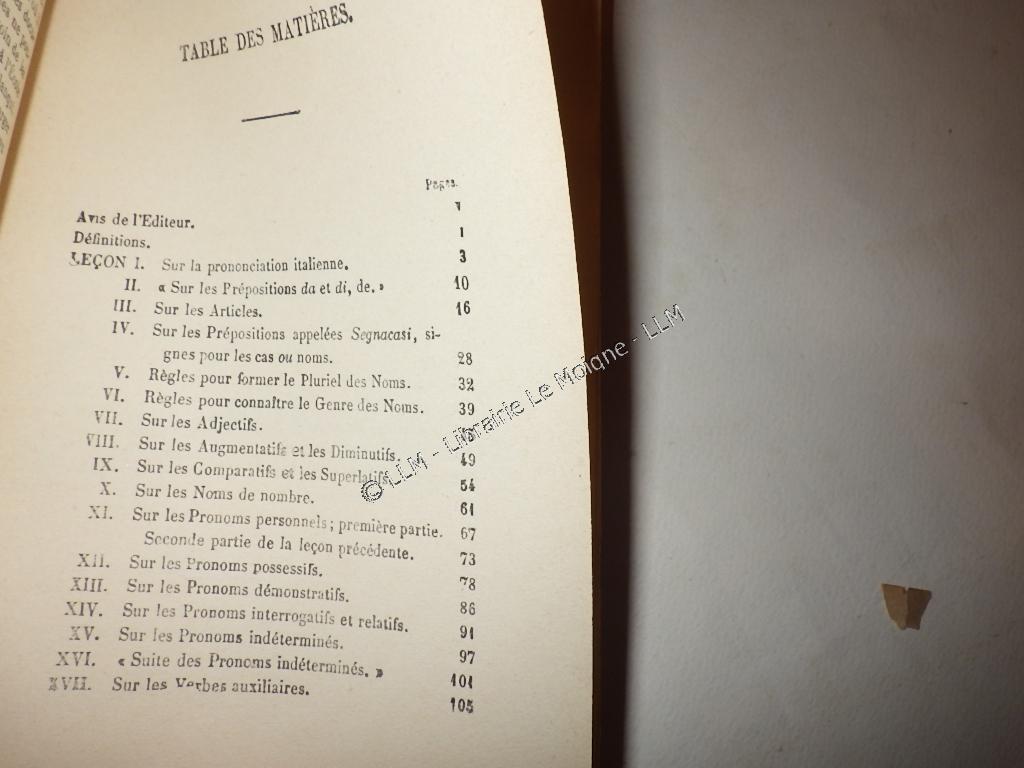 TABLE DES MATIÈRES.
Pages.
Avis de l'Editeur. v
Définitions. 1
LEÇON I. Sur la prononciation italienne. 3
II. « Sur les Prépositions da et di, de. » 10
III. Sur les Articles. 16
IV. Sur les Prépositions appelées Segnacasi, si-
gnes pour les cas ou noms. 28
V. Règles pour former le Pluriel des Noms. 32
VI. Règles pour connaître le Genre des Noms. 39
VII. Sur les Adjectifs.
VIII. Sur les Augmentatifs et les Diminutifs. 49
IX. Sur les Comparatifs et les Superlatifs. 54
X. Sur les Noms de nombre. 61
XI. Sur les Pronoms personnels; première partie. 67
Seconde partie de la leçon précédente. 73
XII. Sur les Pronoms possessifs. 78
XIII. Sur les Pronoms démonstratifs. 86
XIV. Sur les Pronoms interrogatifs et relatifs. 91
XV. Sur les Pronoms indéterminés. 97
XVI. « Suite des Pronoms indéterminés. » 101
XVII. Sur les Verbes auxiliaires. 105
© LLM - Librairie Le Moigne - LLM